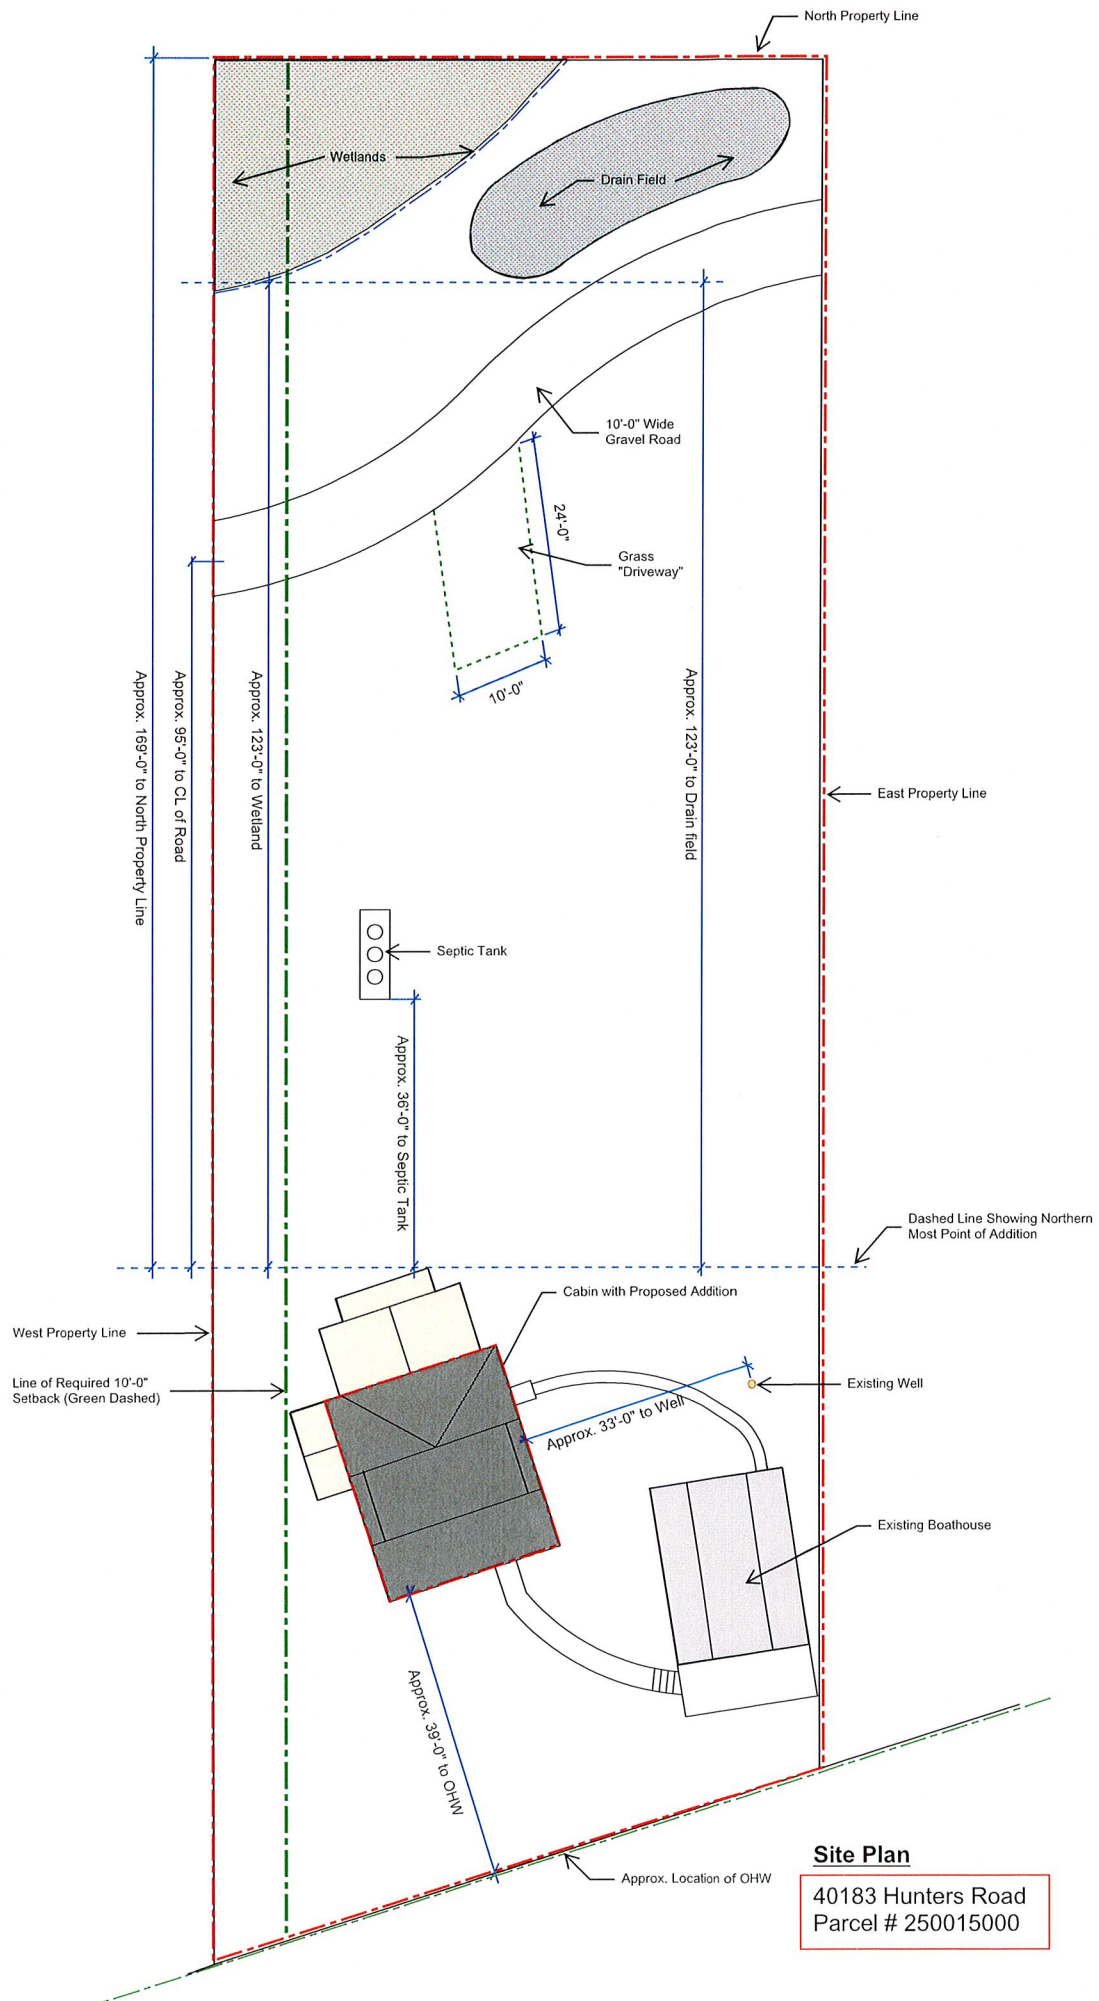 North Property Line
Wetlands
Drain Field
10'-0" Wide
Gravel Road
24'-0"
Grass
"Driveway"
10'-0"
Approx. 169'-0" to North Property Line
Approx. 95'-0" to CL of Road
Approx. 123'-0" to Wetland
Approx. 123'-0" to Drain field
East Property Line
Septic Tank
Approx. 36'-0" to Septic Tank
Dashed Line Showing Northern
Most Point of Addition
Cabin with Proposed Addition
West Property Line
Line of Required 10'-0"
Setback (Green Dashed)
Existing Well
Approx. 33'-0" to Well
Existing Boathouse
Approx. 39'-0" to OHW
Approx. Location of OHW
Site Plan
40183 Hunters Road
Parcel # 250015000